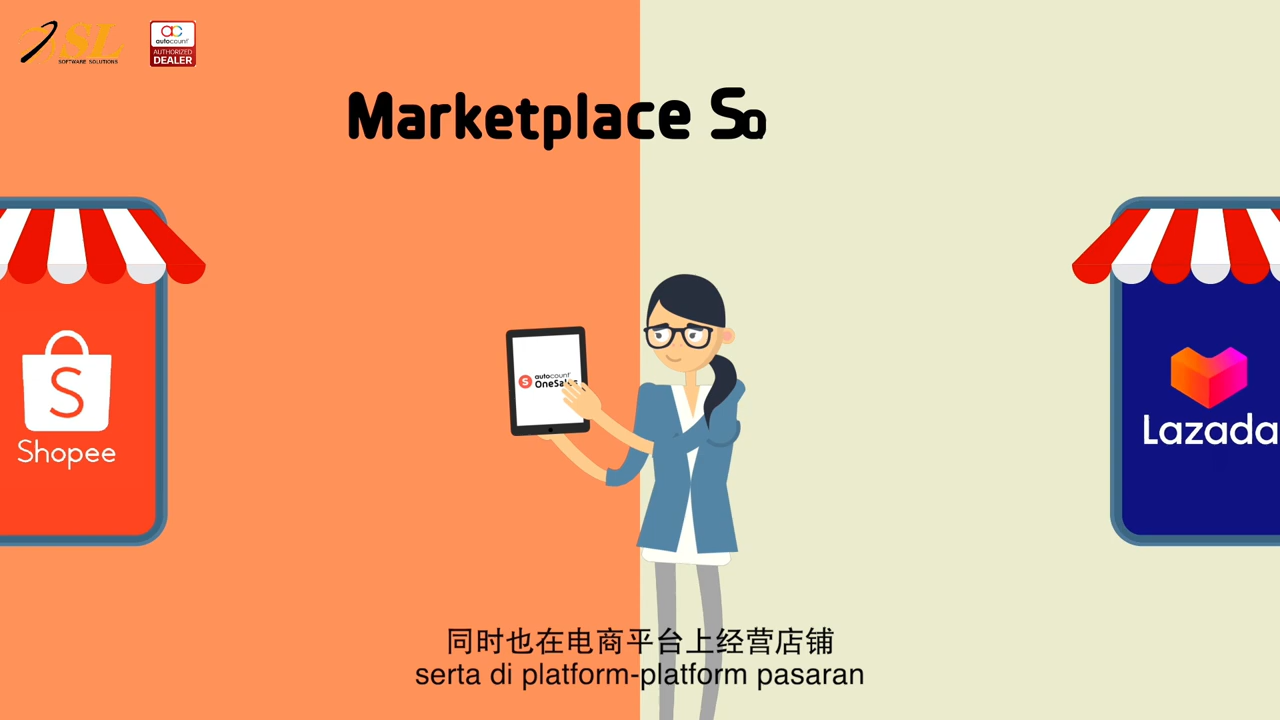 SL
SOFTWARE SOLUTIONS
autocount
AUTHORIZED
DEALER
Marketplace So
S
autocount
S
Shopee
Lazada
同时也在电商平台上经营店铺
serta di platform-platform pasaran